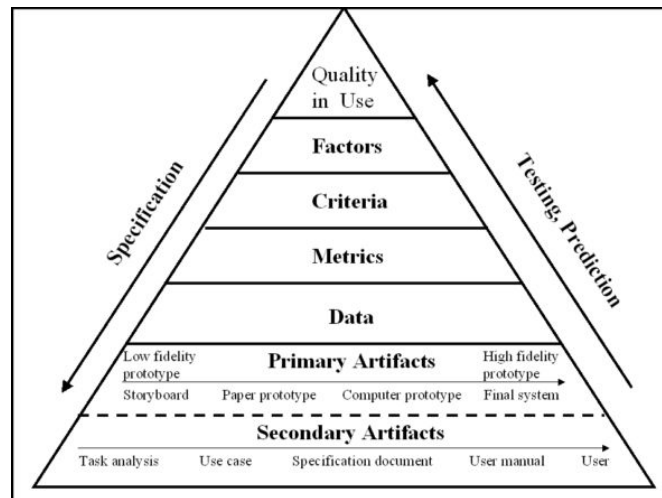 Quality
in Use
Specification
Testing, Prediction
Factors
Criteria
Metrics
Data
Low fidelity
prototype
Primary Artifacts
High fidelity
prototype
Storyboard Paper prototype Computer prototype Final system
Secondary Artifacts
Task analysis Use case Specification document User manual User